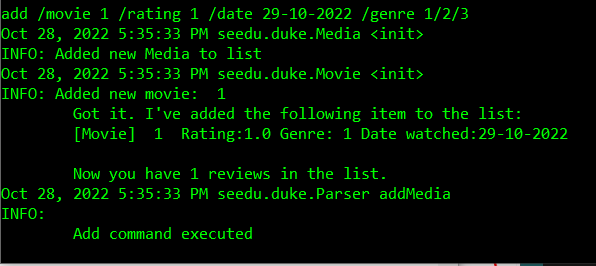 add /movie 1 /rating 1 /date 29-10-2022 /genre 1/2/3
Oct 28, 2022 5:35:33 PM seedu.duke.Media <init>
INFO: Added new Media to list
Oct 28, 2022 5:35:33 PM seedu.duke.Movie <init>
INFO: Added new movie:  1
        Got it. I've added the following item to the list:
        [Movie]  1  Rating:1.0 Genre: 1 Date watched:29-10-2022

        Now you have 1 reviews in the list.
Oct 28, 2022 5:35:33 PM seedu.duke.Parser addMedia
INFO:
        Add command executed